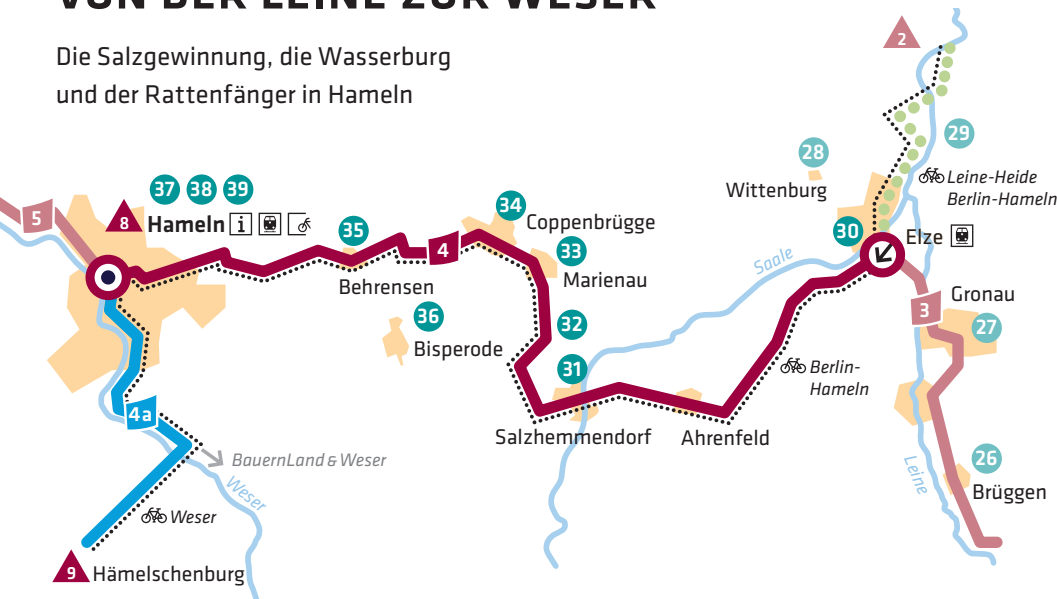 VON DER LEINE ZUR WESER
Die Salzgewinnung, die Wasserburg
und der Rattenfänger in Hameln
2
29
28
Leine-Heide
Berlin-Hameln
Wittenburg
37 38 39
34
5
8
Hameln i
35
Coppenbrügge
30
Elze
4
33
Saale
Behrensen
Marienau
Gronau
3
36
32
27
Bisperode
31
Berlin-
Hameln
4a
Salzhemmendorf
Ahrenfeld
BauernLand & Weser
26
Weser
Leine
Brüggen
Weser
9
Hämelschenburg